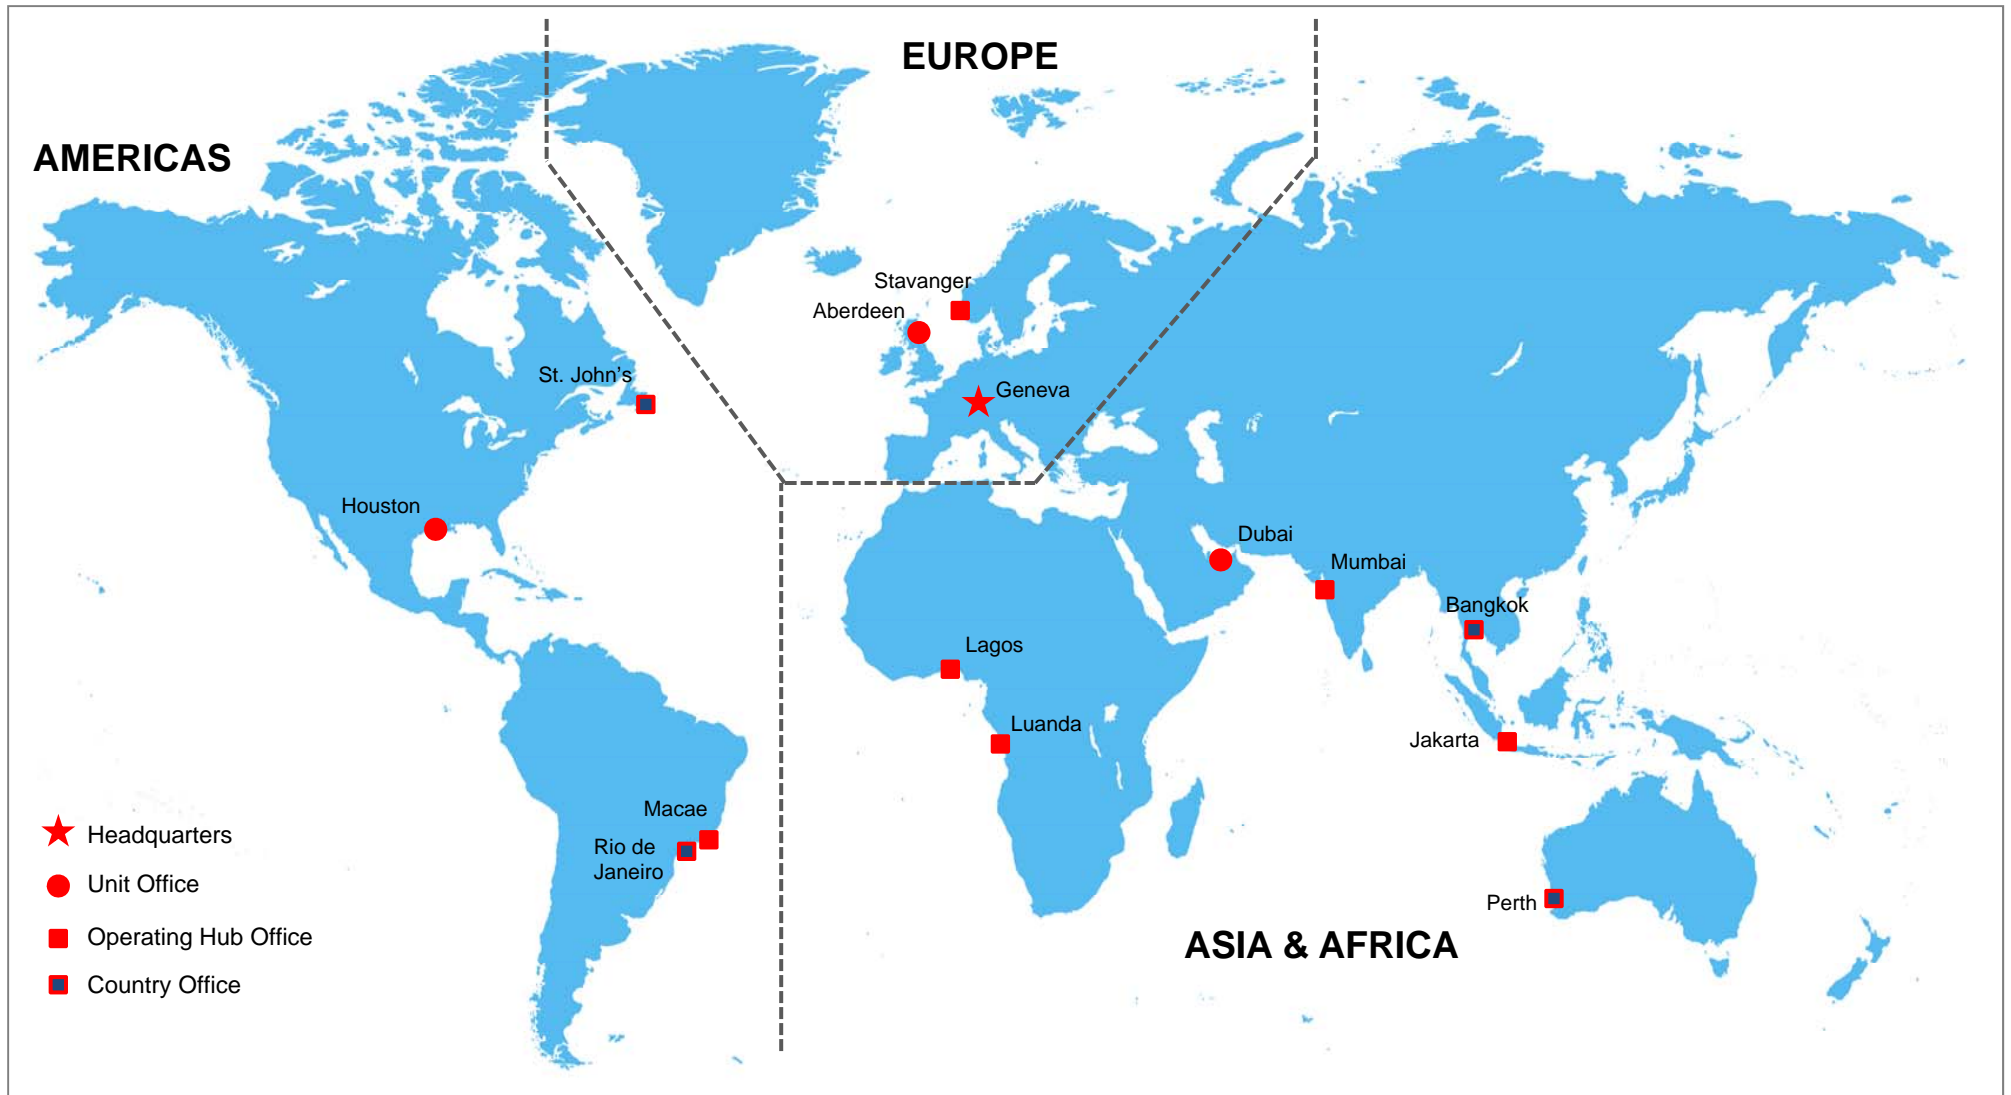 EUROPE
AMERICAS
Stavanger
Aberdeen
St. John's
Geneva
Houston
Dubai
Mumbai
Bangkok
Lagos
Luanda
Jakarta
Macae
Rio de
Janeiro
Perth
ASIA & AFRICA
Headquarters
Unit Office
Operating Hub Office
Country Office